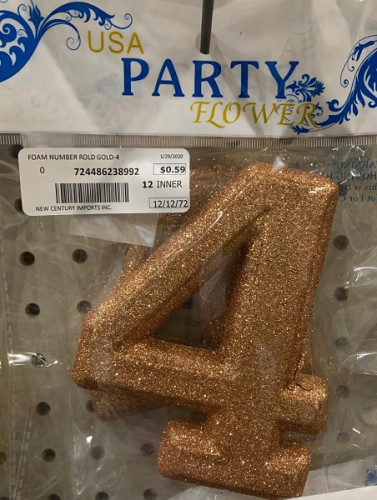 USA
PARTY
FLOWER
FOAM NUMBER ROLD GOLD-4 1/29/2020
0 724486238992 $0.59
12 INNER
NEW CENTURY IMPORTS INC. 12/12/72
4